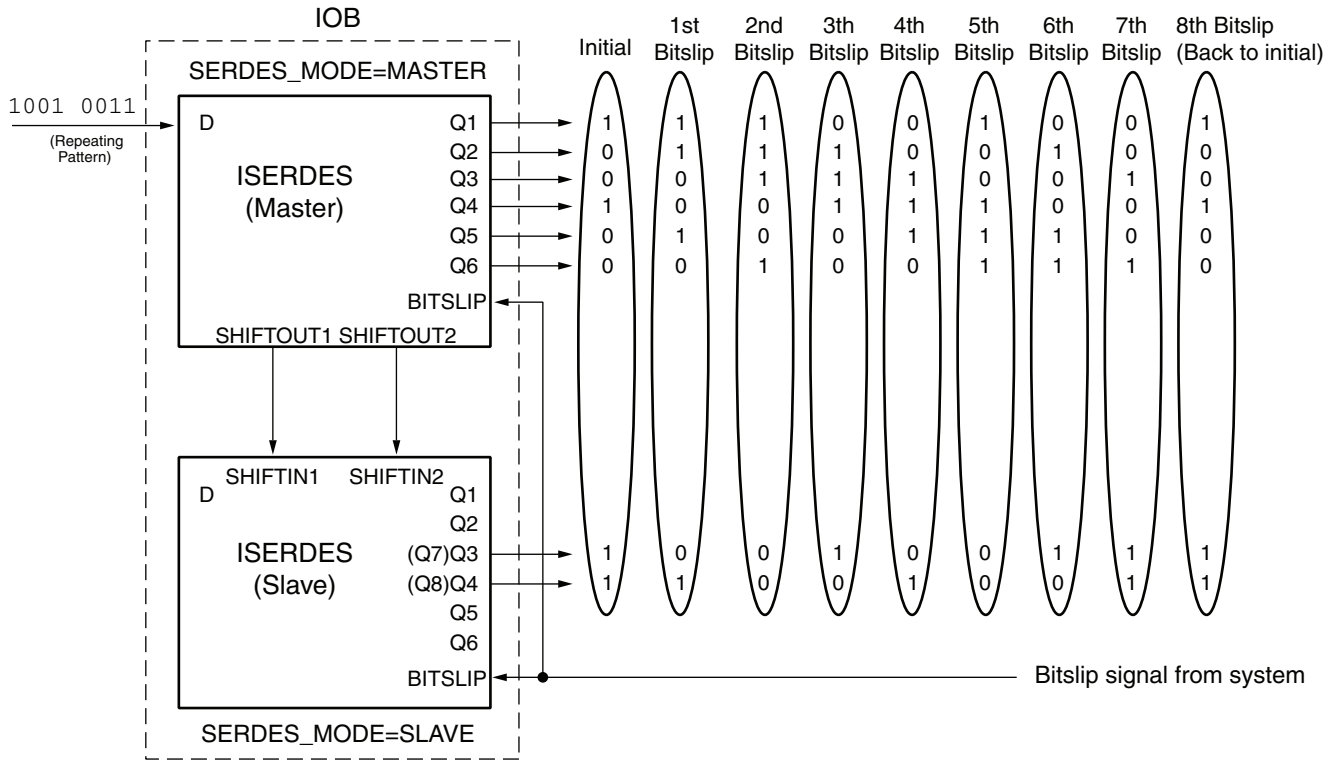 IOB
SERDES_MODE=MASTER
1001 0011
(Repeating
Pattern)
D
ISERDES
(Master)
Q1
Q2
Q3
Q4
Q5
Q6
BITSLIP
SHIFTOUT1 SHIFTOUT2
SHIFTIN1 SHIFTIN2
D
ISERDES
(Slave)
Q1
Q2
(Q7)Q3
(Q8)Q4
Q5
Q6
BITSLIP
SERDES_MODE=SLAVE
Initial
1st
Bitslip
2nd
Bitslip
3th
Bitslip
4th
Bitslip
5th
Bitslip
6th
Bitslip
7th
Bitslip
8th Bitslip
(Back to initial)
1 1 1 0 0 1 0 0 1
0 1 1 1 0 0 1 0 0
0 0 1 1 1 0 0 1 0
1 0 0 1 1 1 0 0 1
0 1 0 0 1 1 1 0 0
0 0 1 0 0 1 1 1 0
1 0 0 1 0 0 1 1 1
1 1 0 0 1 0 0 1 1
Bitslip signal from system